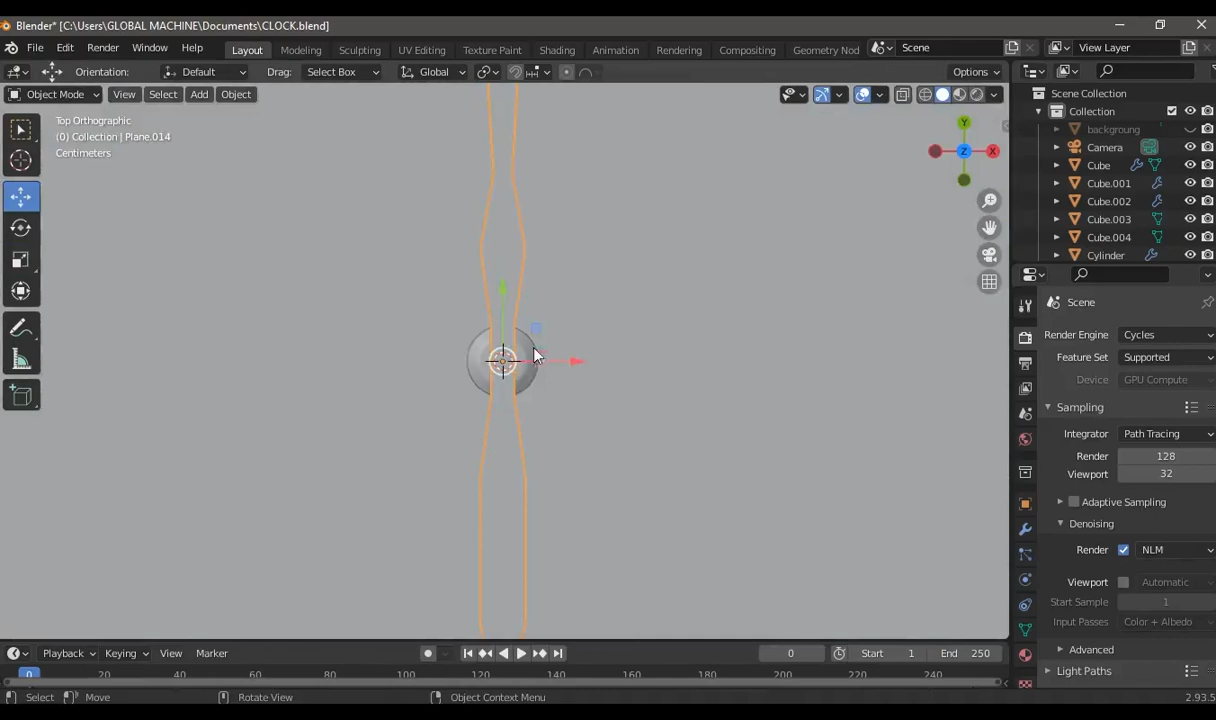 Blender* [C:\Users\GLOBAL MACHINE\Documents\CLOCK.blend]
File Edit Render Window Help Layout Modeling Sculpting UV Editing Texture Paint Shading Animation Rendering Compositing Geometry Nod Scene View Layer
Orientation: Default Drag: Select Box Global Options
Object Mode View Select Add Object
Top Orthographic
(0) Collection | Plane.014
Centimeters
Y
Z X
Scene Collection
Collection
backgroung
Camera
Cube
Cube.001
Cube.002
Cube.003
Cube.004
Cylinder
Scene
Render Engine Cycles
Feature Set Supported
Device GPU Compute
Sampling
Integrator Path Tracing
Render 128
Viewport 32
Adaptive Sampling
Denoising
Render NLM
Viewport Automatic
Start Sample 1
Input Passes Color + Albedo
Advanced
Light Paths
Playback Keying View Marker 0 Start 1 End 250
0 20 40 60 80 100 120 140 160 180 200 220 240
Select Move Rotate View Object Context Menu 2.93.5